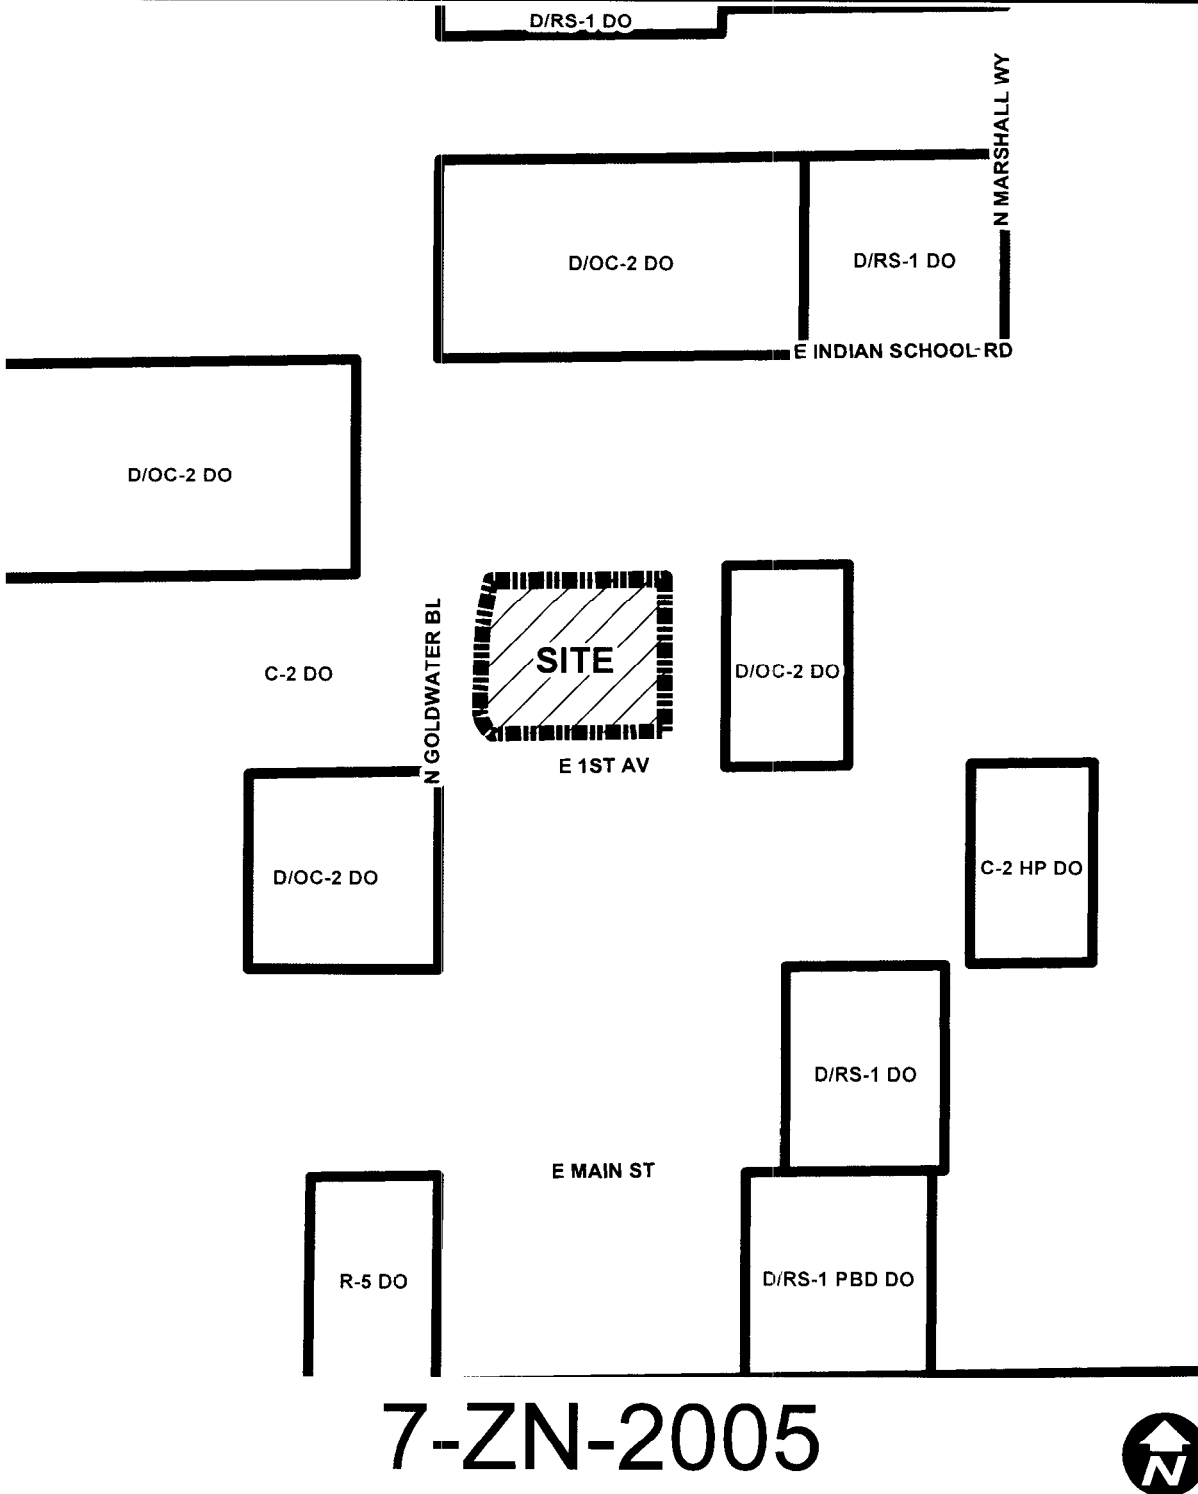 D/RS-1 DO
N MARSHALL WY
D/OC-2 DO
D/RS-1 DO
E INDIAN SCHOOL RD
D/OC-2 DO
N GOLDWATER BL
SITE
C-2 DO
D/OC-2 DO
E 1ST AV
D/OC-2 DO
C-2 HP DO
D/RS-1 DO
E MAIN ST
R-5 DO
D/RS-1 PBD DO
7-ZN-2005
N